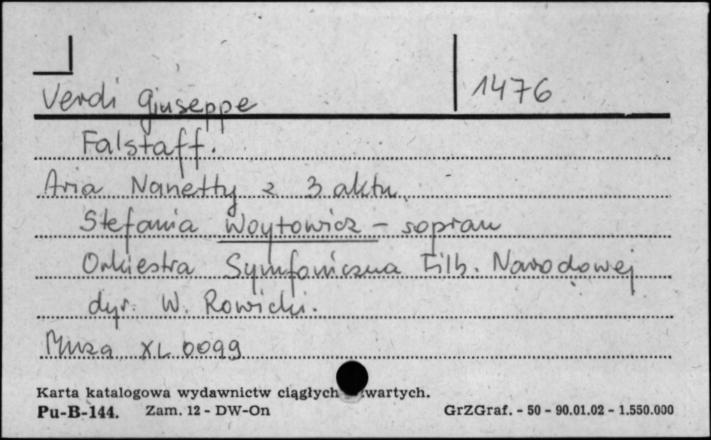 Verdi Giuseppe 1476
Falstaff.
Aria Nanetty z 3 aktu
Stefania Woytowicz - sopran
Orkiestra Symfoniczna Filh. Narodowej
dyr. W. Rowicki.
Muza XL 0099
Karta katalogowa wydawnictw ciągłych wartych.
Pu-B-144. Zam. 12 - DW-On GrZGraf. - 50 - 90.01.02 - 1.550.000